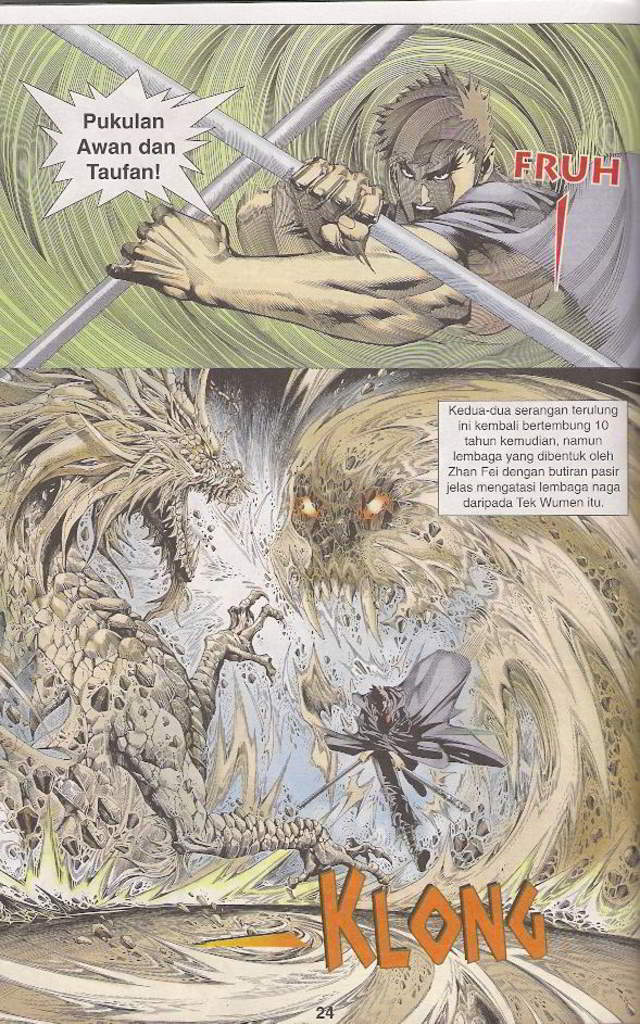 Pukulan
Awan dan
Taufan!
FRUH
Kedua-dua serangan terulung
ini kembali bertembung 10
tahun kemudian, namun
lembaga yang dibentuk oleh
Zhan Fei dengan butiran pasir
jelas mengatasi lembaga naga
daripada Tek Wumen itu.
KLONG
24